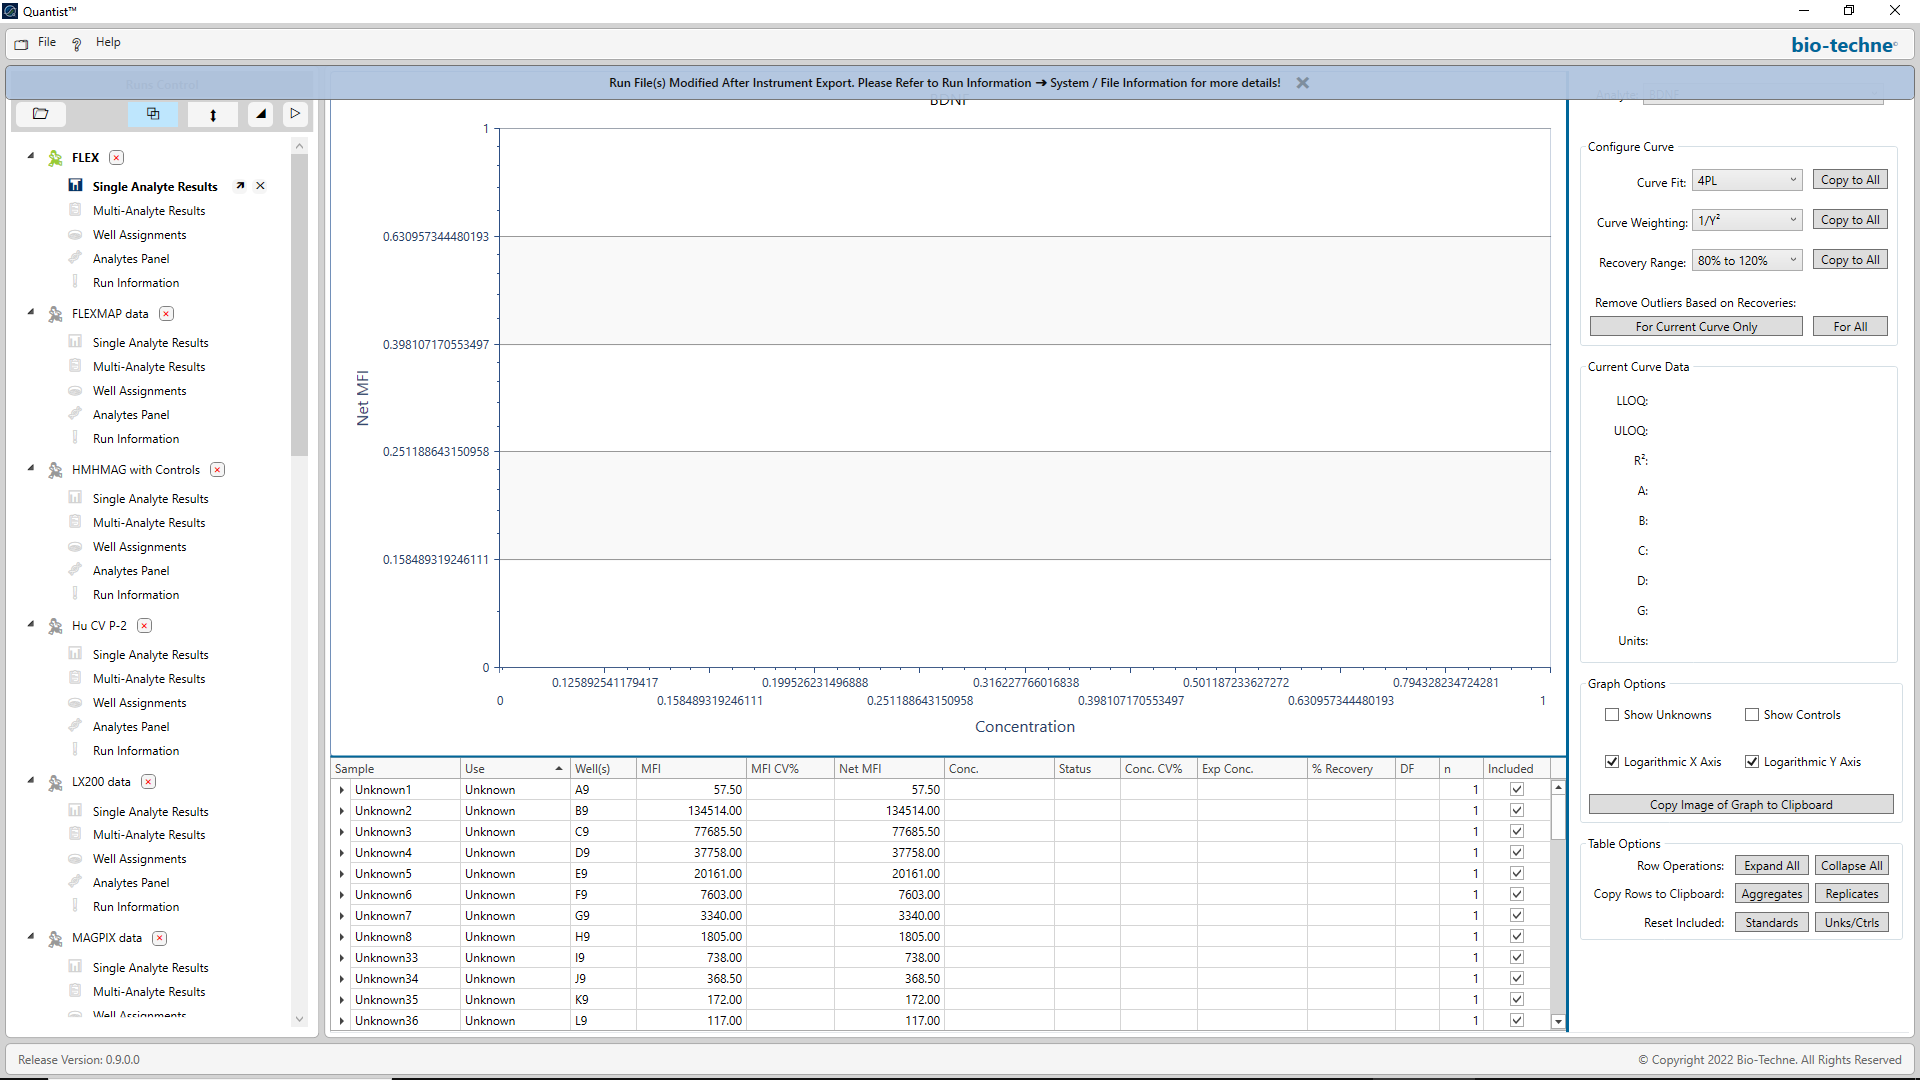 Quantist™
File Help
bio-techne
Run File(s) Modified After Instrument Export. Please Refer to Run Information ➔ System / File Information for more details!
Runs Control
FLEX
Single Analyte Results
Multi-Analyte Results
Well Assignments
Analytes Panel
Run Information
FLEXMAP data
Single Analyte Results
Multi-Analyte Results
Well Assignments
Analytes Panel
Run Information
HMHMAG with Controls
Single Analyte Results
Multi-Analyte Results
Well Assignments
Analytes Panel
Run Information
Hu CV P-2
Single Analyte Results
Multi-Analyte Results
Well Assignments
Analytes Panel
Run Information
LX200 data
Single Analyte Results
Multi-Analyte Results
Well Assignments
Analytes Panel
Run Information
MAGPIX data
Single Analyte Results
Multi-Analyte Results
Well Assignments
BDNF
Net MFI
1
0.630957344480193
0.398107170553497
0.251188643150958
0.158489319246111
0
0.125892541179417 0.199526231496888 0.316227766016838 0.501187233627272 0.794328234724281
0 0.158489319246111 0.251188643150958 0.398107170553497 0.630957344480193 1
Concentration
Sample Use Well(s) MFI MFI CV% Net MFI Conc. Status Conc. CV% Exp Conc. % Recovery DF n Included
Unknown1 Unknown A9 57.50 57.50 1
Unknown2 Unknown B9 134514.00 134514.00 1
Unknown3 Unknown C9 77685.50 77685.50 1
Unknown4 Unknown D9 37758.00 37758.00 1
Unknown5 Unknown E9 20161.00 20161.00 1
Unknown6 Unknown F9 7603.00 7603.00 1
Unknown7 Unknown G9 3340.00 3340.00 1
Unknown8 Unknown H9 1805.00 1805.00 1
Unknown33 Unknown I9 738.00 738.00 1
Unknown34 Unknown J9 368.50 368.50 1
Unknown35 Unknown K9 172.00 172.00 1
Unknown36 Unknown L9 117.00 117.00 1
Analyte: BDNF
Configure Curve
Curve Fit: 4PL Copy to All
Curve Weighting: 1/Y² Copy to All
Recovery Range: 80% to 120% Copy to All
Remove Outliers Based on Recoveries:
For Current Curve Only For All
Current Curve Data
LLOQ:
ULOQ:
R²:
A:
B:
C:
D:
G:
Units:
Graph Options
Show Unknowns Show Controls
Logarithmic X Axis Logarithmic Y Axis
Copy Image of Graph to Clipboard
Table Options
Row Operations: Expand All Collapse All
Copy Rows to Clipboard: Aggregates Replicates
Reset Included: Standards Unks/Ctrls
Release Version: 0.9.0.0
© Copyright 2022 Bio-Techne. All Rights Reserved